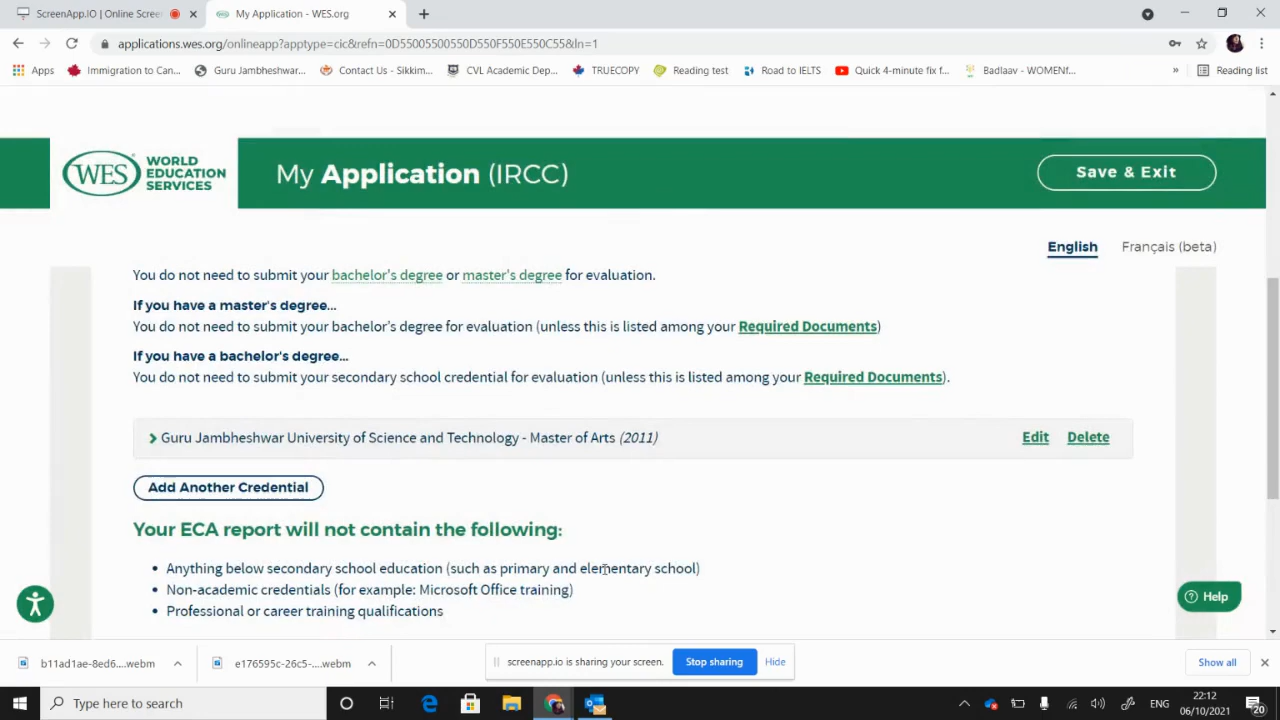 ScreenApp.IO | Online Scree
My Application - WES.org
applications.wes.org/onlineapp?apptype=cic&refn=0D55005500550D550F550E550C55&ln=1
Apps
Immigration to Can...
Guru Jambheshwar...
Contact Us - Sikkim...
CVL Academic Dep...
TRUECOPY
Reading test
Road to IELTS
Quick 4-minute fix f...
Badlaav - WOMENf...
»
Reading list
WES
WORLD
EDUCATION
SERVICES
My Application (IRCC)
Save & Exit
English
Français (beta)
You do not need to submit your bachelor's degree or master's degree for evaluation.
If you have a master's degree...
You do not need to submit your bachelor's degree for evaluation (unless this is listed among your Required Documents)
If you have a bachelor's degree...
You do not need to submit your secondary school credential for evaluation (unless this is listed among your Required Documents).
Guru Jambheshwar University of Science and Technology - Master of Arts (2011)
Edit
Delete
Add Another Credential
Your ECA report will not contain the following:
• Anything below secondary school education (such as primary and elementary school)
• Non-academic credentials (for example: Microsoft Office training)
• Professional or career training qualifications
Help
b11ad1ae-8ed6....webm
e176595c-26c5-....webm
screenapp.io is sharing your screen.
Stop sharing
Hide
Show all
Type here to search
ENG
22:12
06/10/2021
20